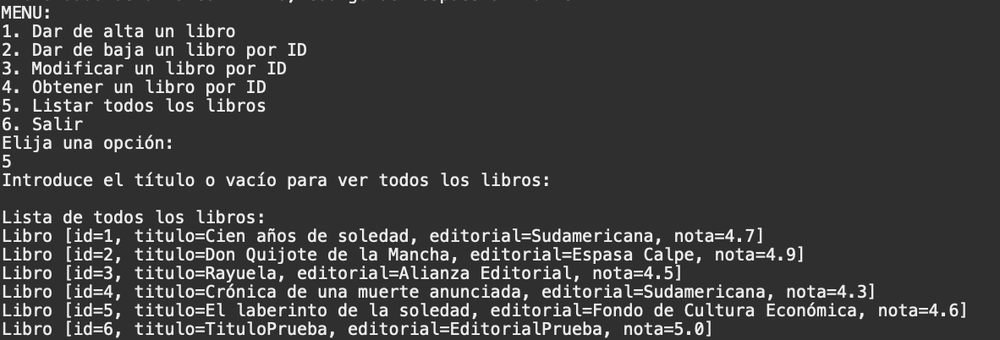 MENU:
1. Dar de alta un libro
2. Dar de baja un libro por ID
3. Modificar un libro por ID
4. Obtener un libro por ID
5. Listar todos los libros
6. Salir
Elija una opción:
5
Introduce el título o vacío para ver todos los libros:
Lista de todos los libros:
Libro [id=1, titulo=Cien años de soledad, editorial=Sudamericana, nota=4.7]
Libro [id=2, titulo=Don Quijote de la Mancha, editorial=Espasa Calpe, nota=4.9]
Libro [id=3, titulo=Rayuela, editorial=Alianza Editorial, nota=4.5]
Libro [id=4, titulo=Crónica de una muerte anunciada, editorial=Sudamericana, nota=4.3]
Libro [id=5, titulo=El laberinto de la soledad, editorial=Fondo de Cultura Económica, nota=4.6]
Libro [id=6, titulo=TituloPrueba, editorial=EditorialPrueba, nota=5.0]